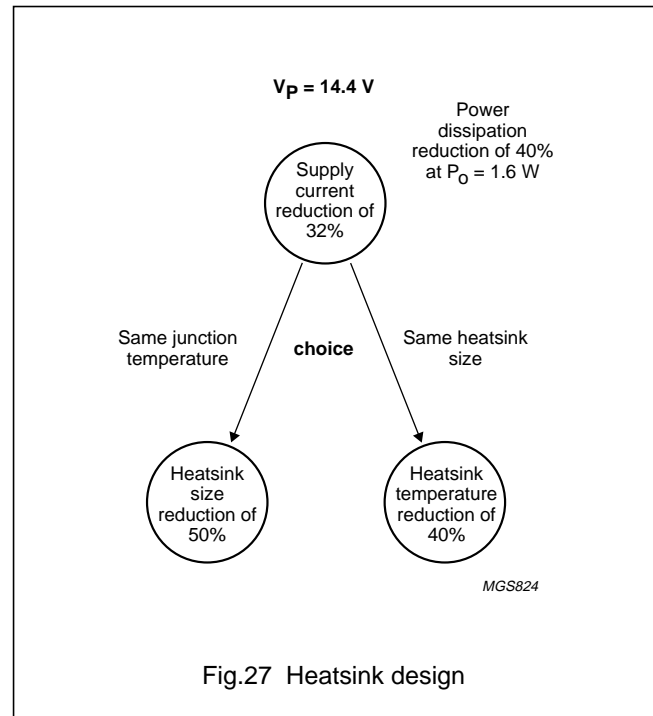 VP = 14.4 V
Power
dissipation
reduction of 40%
at Po = 1.6 W
Supply
current
reduction of
32%
Same junction
temperature
choice
Same heatsink
size
Heatsink
size
reduction of
50%
Heatsink
temperature
reduction of
40%
MGS824
Fig.27 Heatsink design